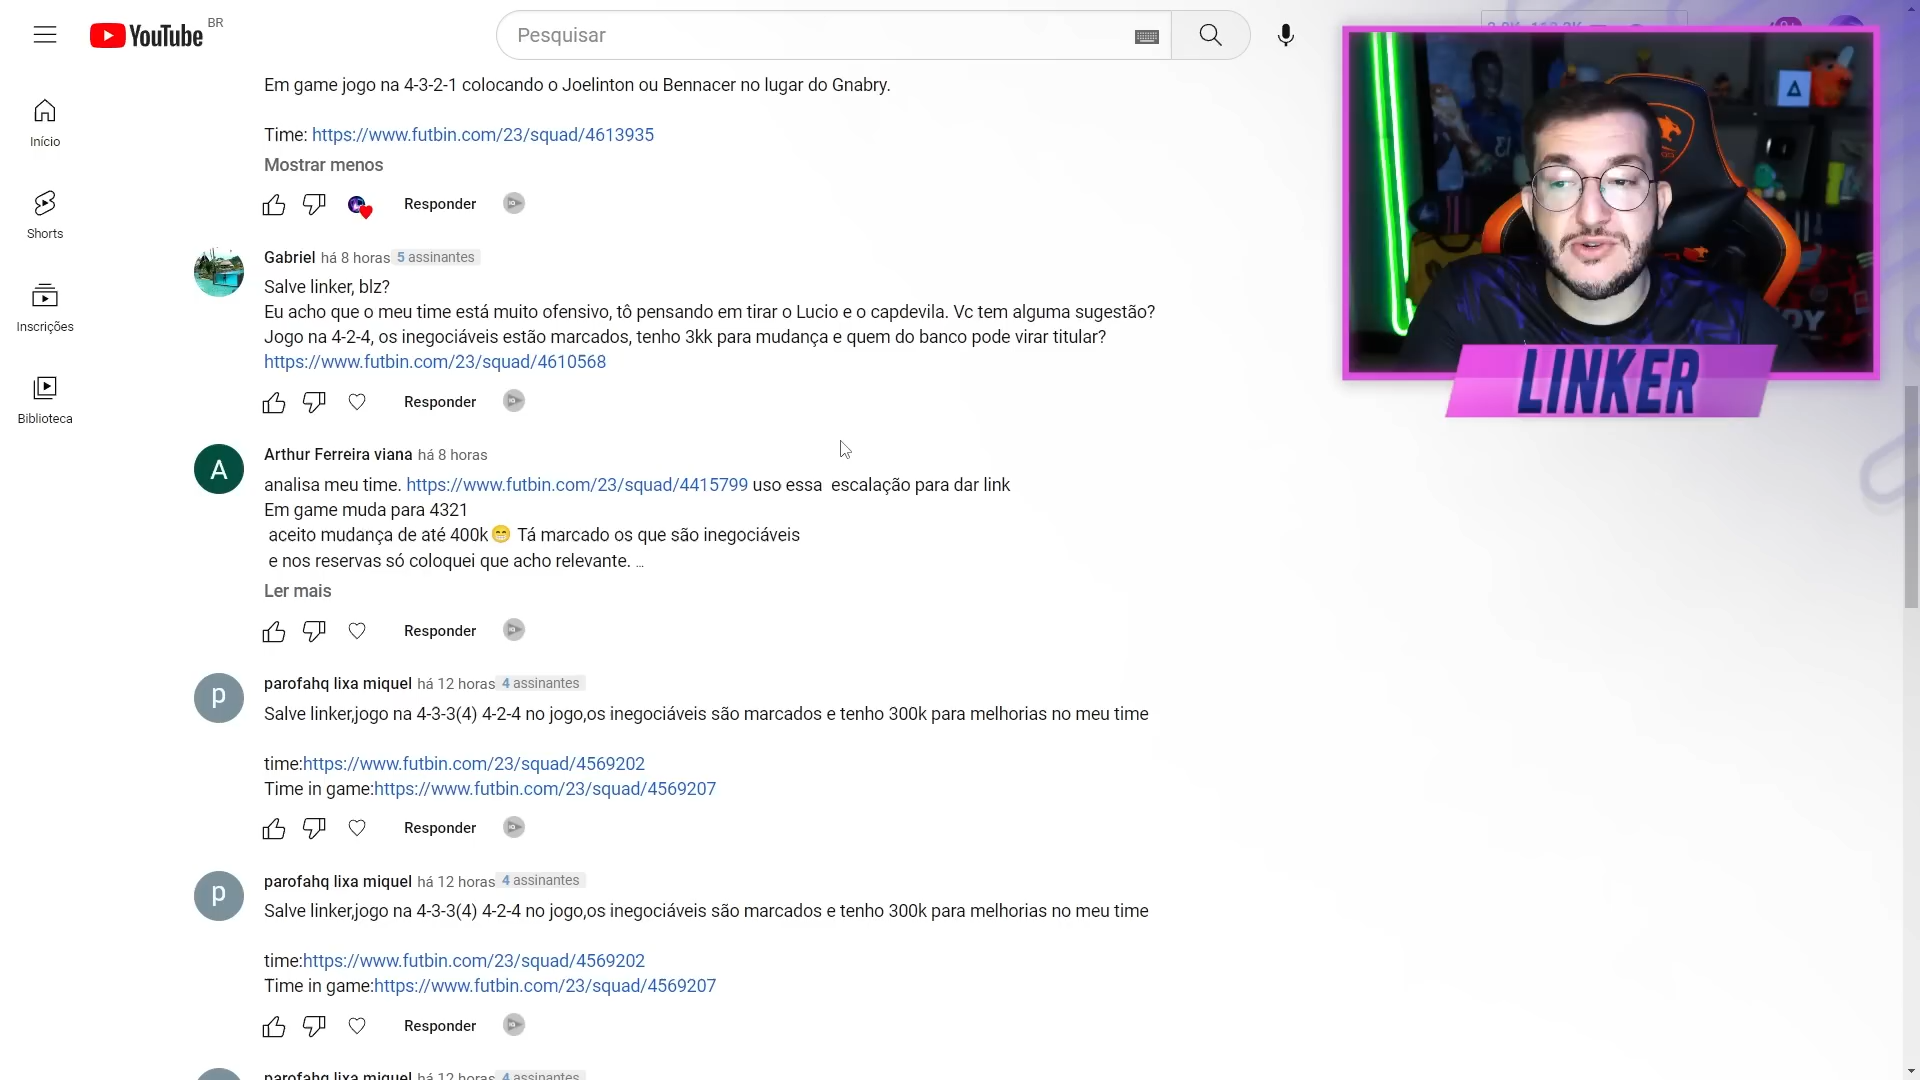 YouTube
BR
Pesquisar
Em game jogo na 4-3-2-1 colocando o Joelinton ou Bennacer no lugar do Gnabry.
Time: https://www.futbin.com/23/squad/4613935
Mostrar menos
Responder
Início
Shorts
Inscrições
Biblioteca
LINKER
Gabriel há 8 horas 5 assinantes
Salve linker, blz?
Eu acho que o meu time está muito ofensivo, tô pensando em tirar o Lucio e o capdevila. Vc tem alguma sugestão?
Jogo na 4-2-4, os inegociáveis estão marcados, tenho 3kk para mudança e quem do banco pode virar titular?
https://www.futbin.com/23/squad/4610568
Responder
A
Arthur Ferreira viana há 8 horas
analisa meu time. https://www.futbin.com/23/squad/4415799 uso essa  escalação para dar link
Em game muda para 4321
aceito mudança de até 400k😁 Tá marcado os que são inegociáveis
e nos reservas só coloquei que acho relevante. ...
Ler mais
Responder
p
parofahq lixa miquel há 12 horas 4 assinantes
Salve linker,jogo na 4-3-3(4) 4-2-4 no jogo,os inegociáveis são marcados e tenho 300k para melhorias no meu time
time:https://www.futbin.com/23/squad/4569202
Time in game:https://www.futbin.com/23/squad/4569207
Responder
p
parofahq lixa miquel há 12 horas 4 assinantes
Salve linker,jogo na 4-3-3(4) 4-2-4 no jogo,os inegociáveis são marcados e tenho 300k para melhorias no meu time
time:https://www.futbin.com/23/squad/4569202
Time in game:https://www.futbin.com/23/squad/4569207
Responder
parofahq lixa miquel há 12 horas 4 assinantes